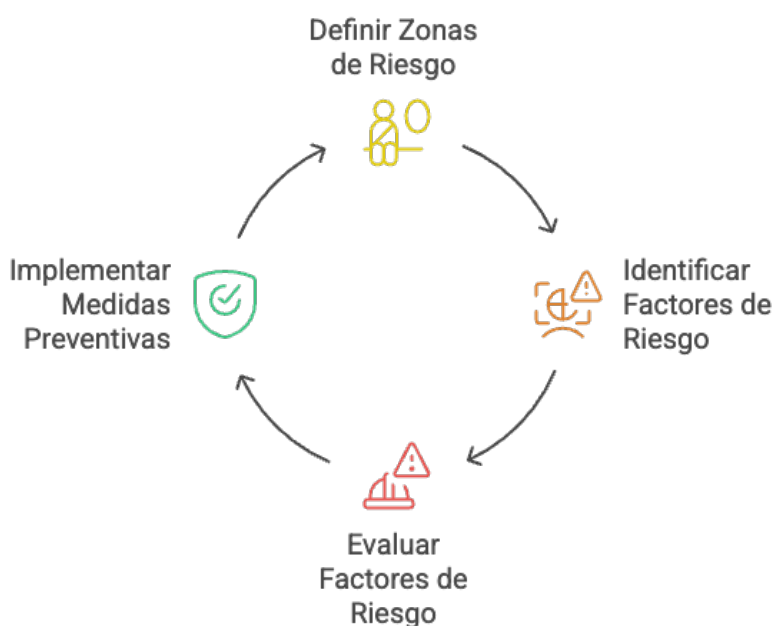 Definir Zonas
de Riesgo
Identificar
Factores de
Riesgo
Evaluar
Factores de
Riesgo
Implementar
Medidas
Preventivas